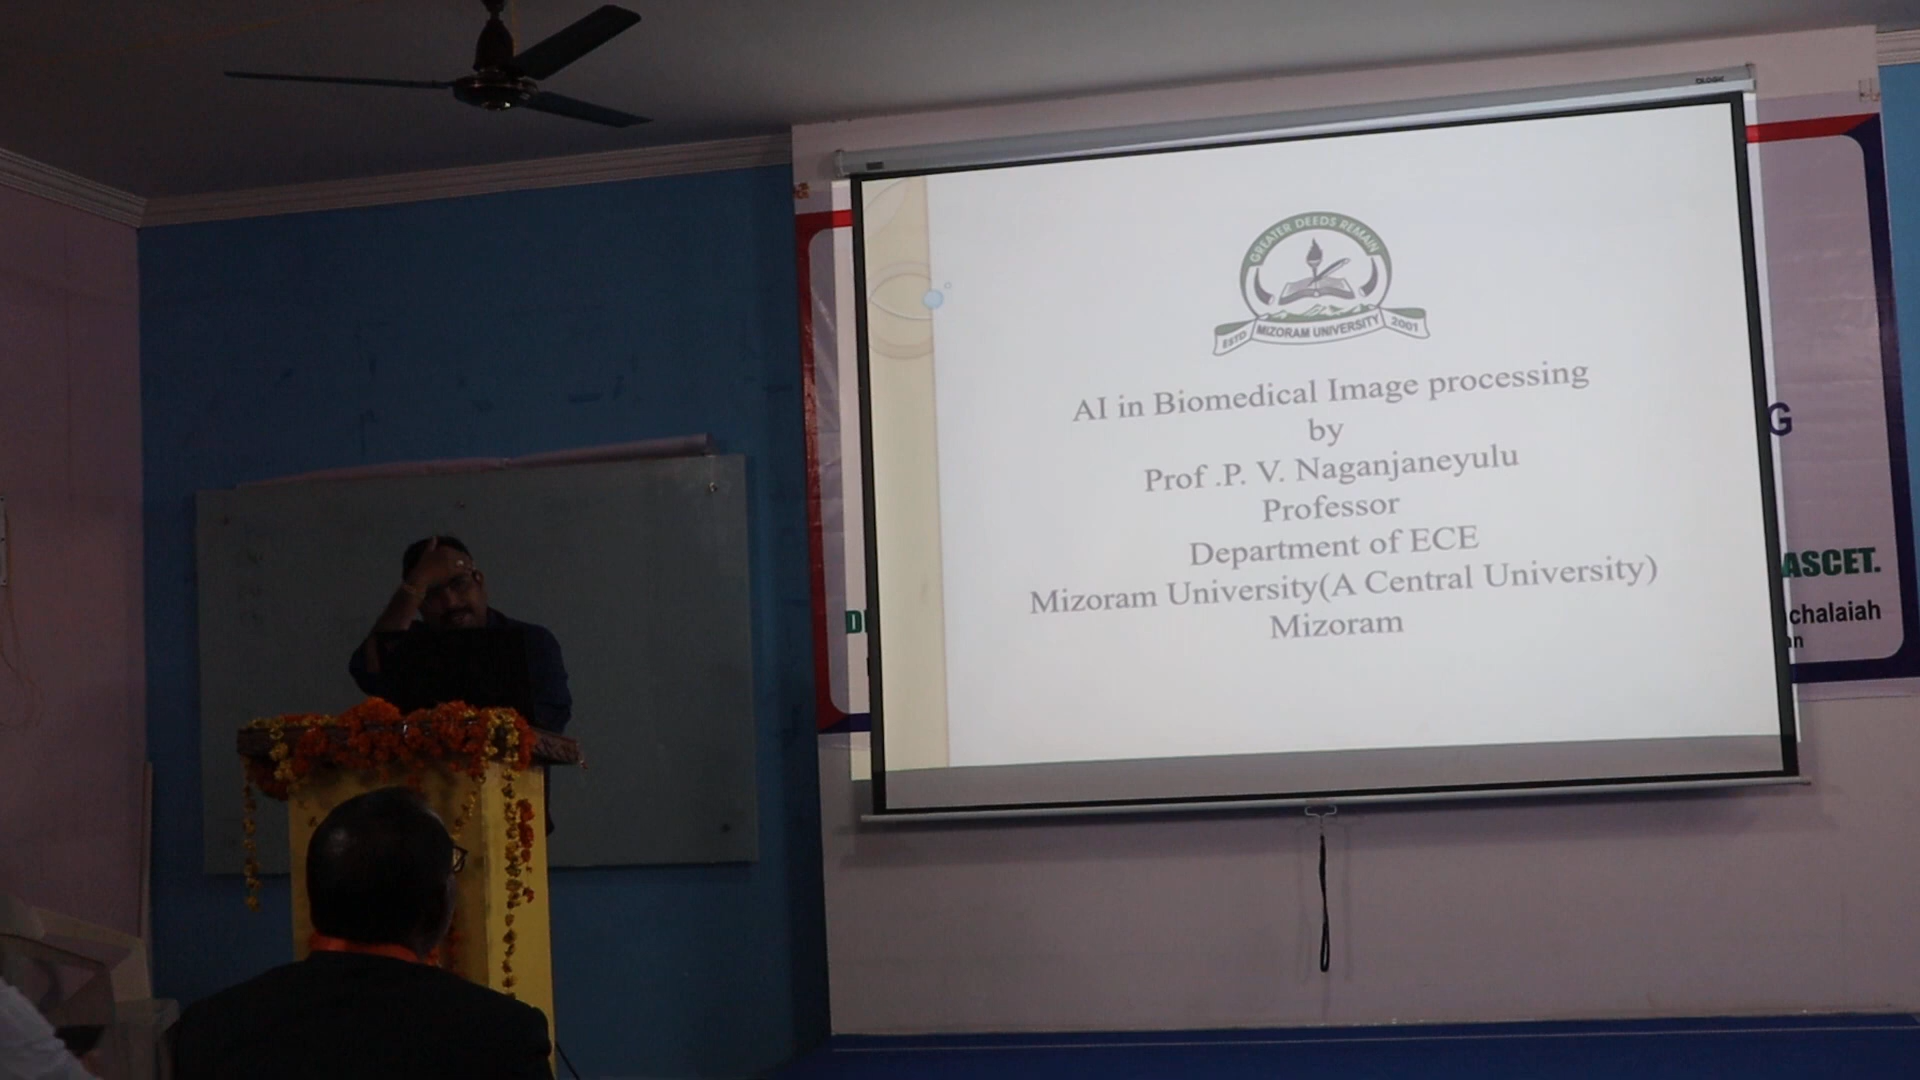 GREATER DEEDS REMAIN
ESTD MIZORAM UNIVERSITY 2001
AI in Biomedical Image processing
by
Prof .P. V. Naganjaneyulu
Professor
Department of ECE
Mizoram University(A Central University)
Mizoram
G
ASCET.
chalaiah